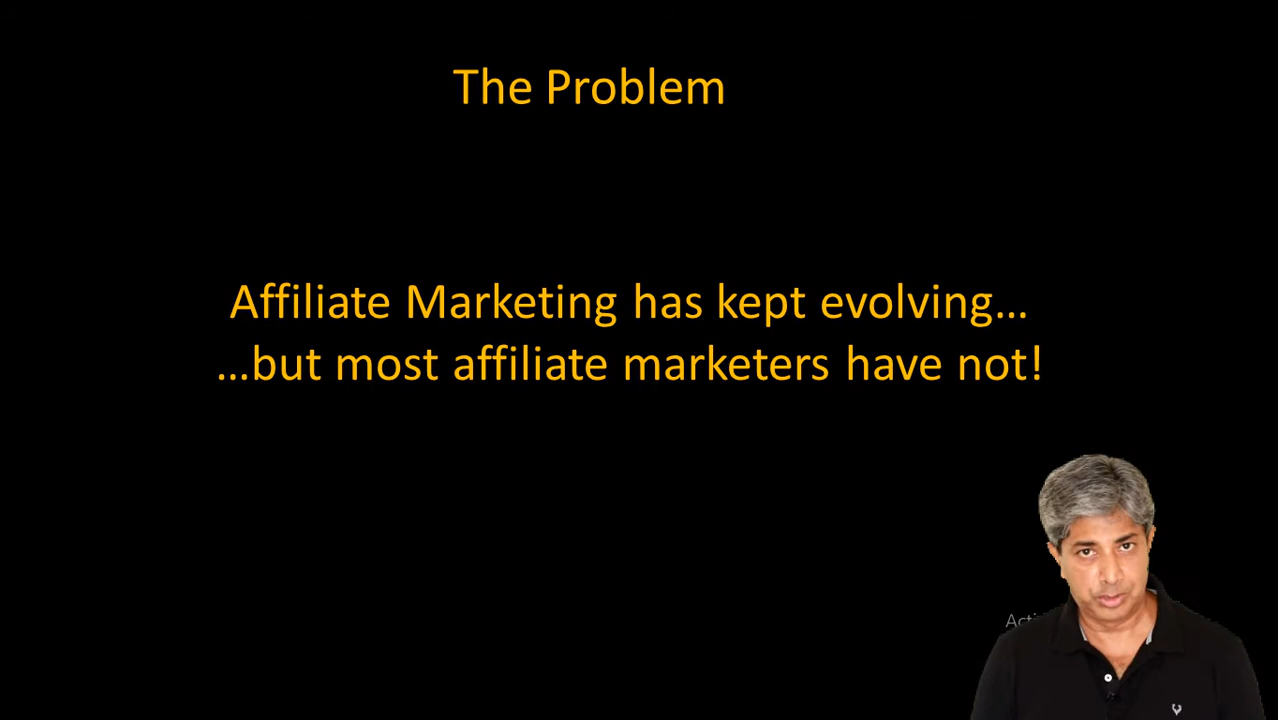 The Problem
Affiliate Marketing has kept evolving…
…but most affiliate marketers have not!